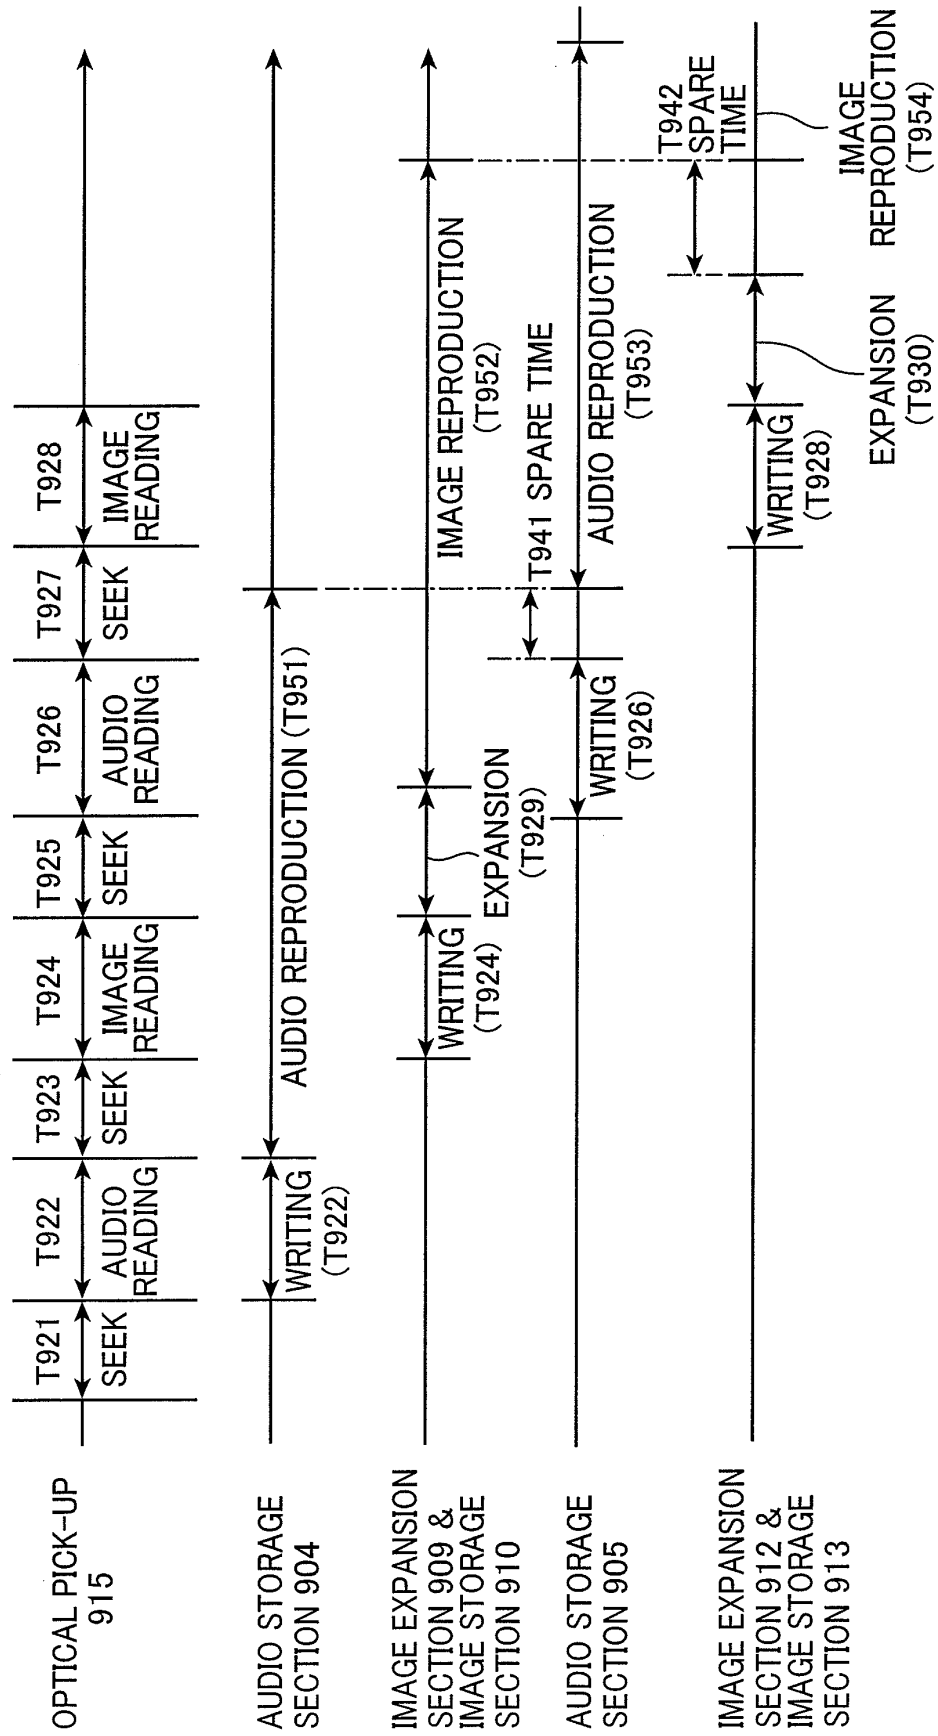 OPTICAL PICK-UP
915
T921
SEEK
T922
AUDIO
READING
T923
SEEK
T924
IMAGE
READING
T925
SEEK
T926
AUDIO
READING
T927
SEEK
T928
IMAGE
READING
AUDIO STORAGE
SECTION 904
WRITING
(T922)
AUDIO REPRODUCTION (T951)
IMAGE EXPANSION
SECTION 909 &
IMAGE STORAGE
SECTION 910
WRITING
(T924)
EXPANSION
(T929)
IMAGE REPRODUCTION
(T952)
T941 SPARE TIME
AUDIO STORAGE
SECTION 905
WRITING
(T926)
AUDIO REPRODUCTION
(T953)
T942
SPARE
TIME
IMAGE EXPANSION
SECTION 912 &
IMAGE STORAGE
SECTION 913
WRITING
(T928)
EXPANSION
(T930)
IMAGE
REPRODUCTION
(T954)